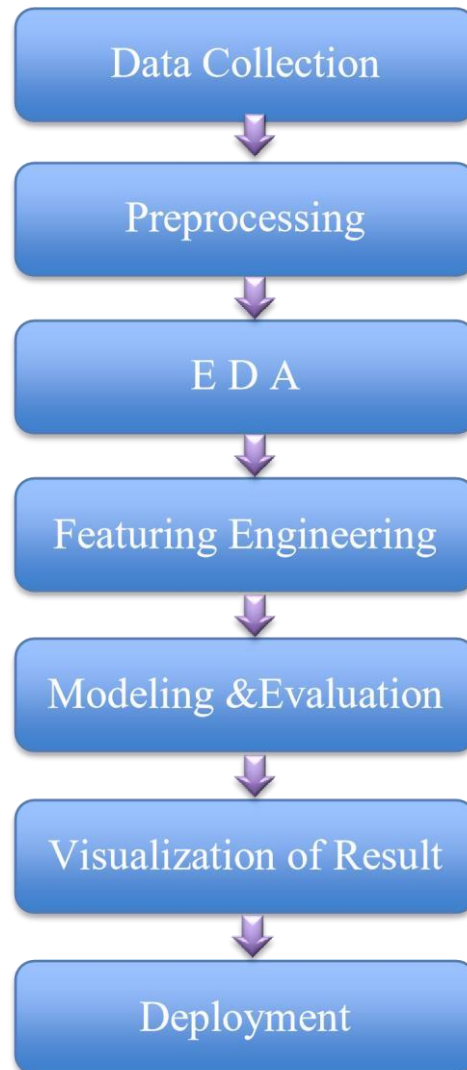 Data Collection
Preprocessing
E D A
Featuring Engineering
Modeling &Evaluation
Visualization of Result
Deployment